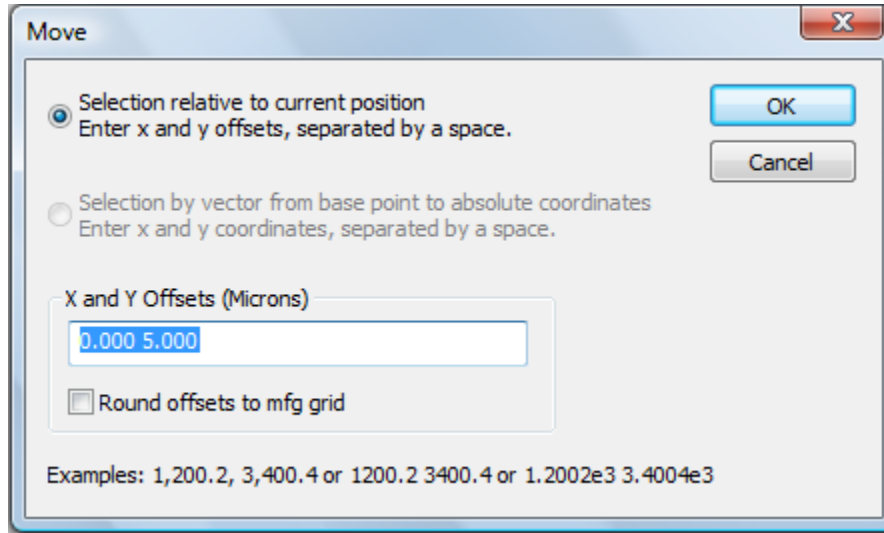 Move
Selection relative to current position
Enter x and y offsets, separated by a space.
OK
Cancel
Selection by vector from base point to absolute coordinates
Enter x and y coordinates, separated by a space.
X and Y Offsets (Microns)
0.000 5.000
Round offsets to mfg grid
Examples: 1,200.2, 3,400.4 or 1200.2 3400.4 or 1.2002e3 3.4004e3